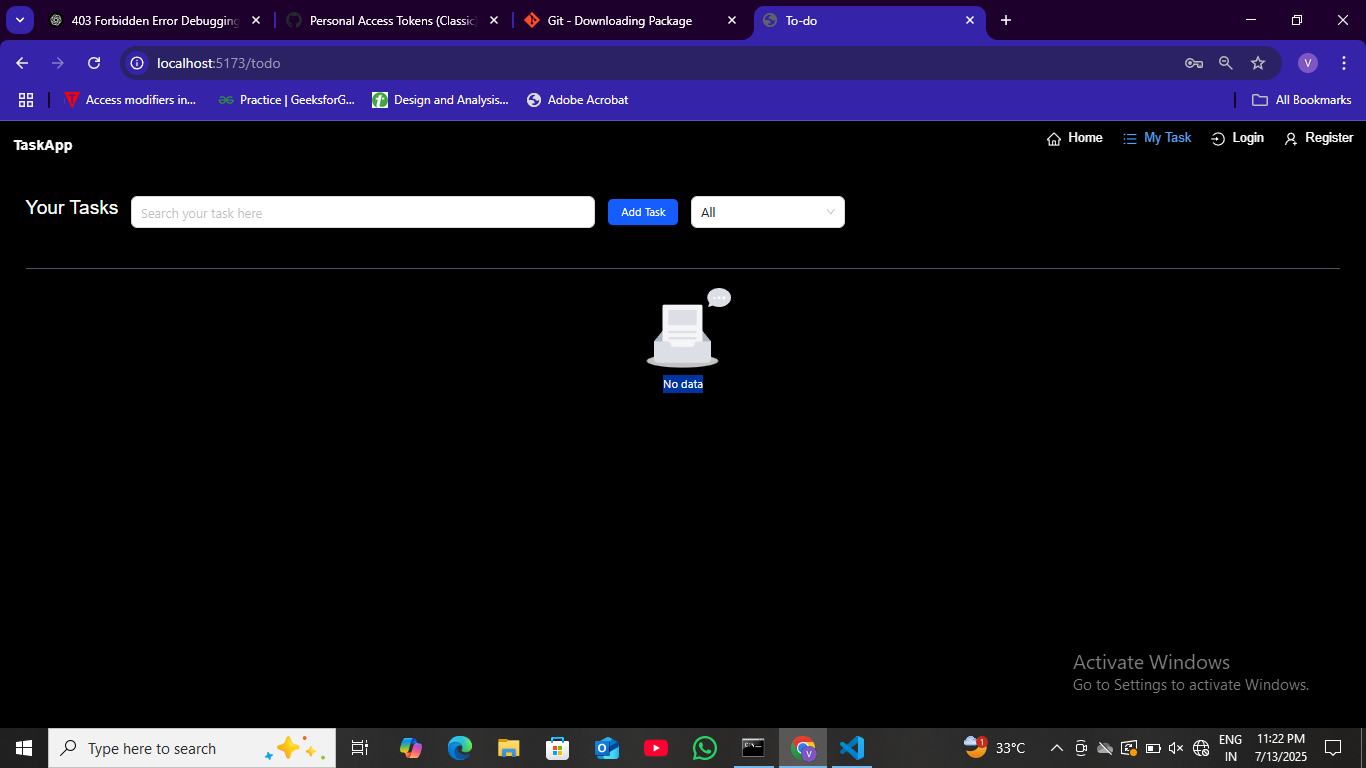 403 Forbidden Error Debugging
Personal Access Tokens (Classic)
Git - Downloading Package
To-do
localhost:5173/todo
V
Access modifiers in...
Practice | GeeksforG...
Design and Analysis...
Adobe Acrobat
All Bookmarks
TaskApp
Home
My Task
Login
Register
Your Tasks
Search your task here
Add Task
All
No data
Activate Windows
Go to Settings to activate Windows.
Type here to search
1
33°C
ENG
IN
11:22 PM
7/13/2025